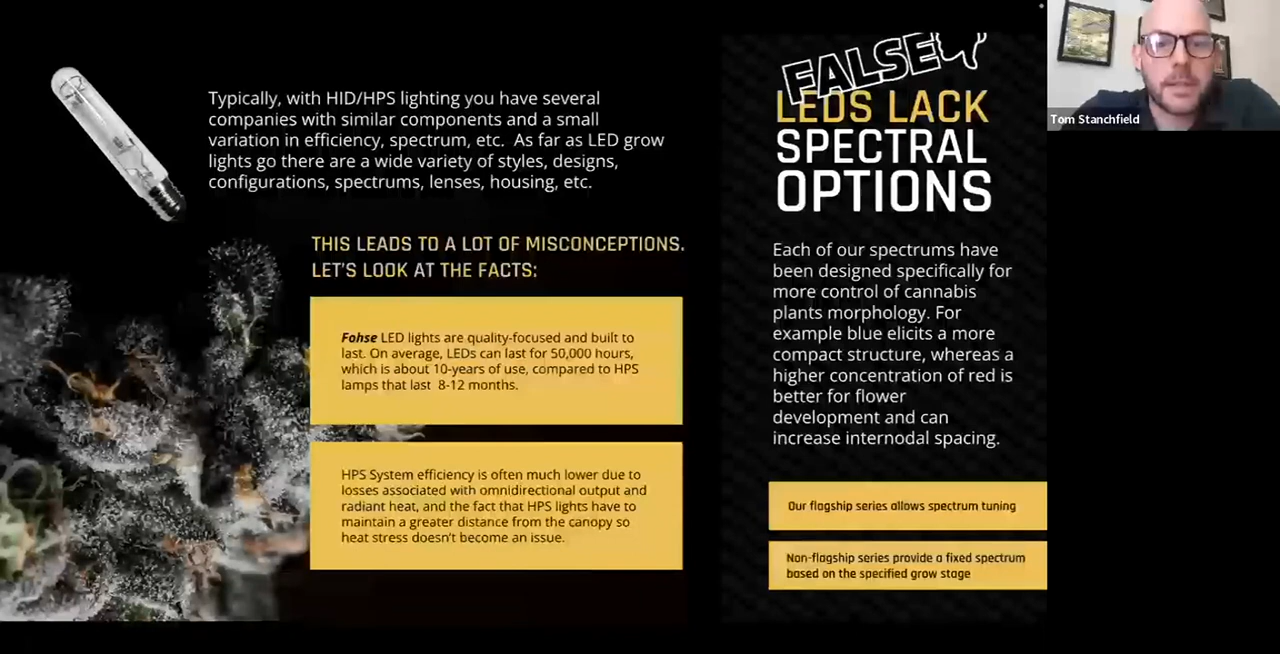 Typically, with HID/HPS lighting you have several
companies with similar components and a small
variation in efficiency, spectrum, etc. As far as LED grow
lights go there are a wide variety of styles, designs,
configurations, spectrums, lenses, housing, etc.
THIS LEADS TO A LOT OF MISCONCEPTIONS.
LET'S LOOK AT THE FACTS:
Fohse LED lights are quality-focused and built to
last. On average, LEDs can last for 50,000 hours,
which is about 10-years of use, compared to HPS
lamps that last 8-12 months.
HPS System efficiency is often much lower due to
losses associated with omnidirectional output and
radiant heat, and the fact that HPS lights have to
maintain a greater distance from the canopy so
heat stress doesn't become an issue.
FALSE
LEDS LACK
SPECTRAL
OPTIONS
Each of our spectrums have
been designed specifically for
more control of cannabis
plants morphology. For
example blue elicits a more
compact structure, whereas a
higher concentration of red is
better for flower
development and can
increase internodal spacing.
Our flagship series allows spectrum tuning
Non-flagship series provide a fixed spectrum
based on the specified grow stage
Tom Stanchfield